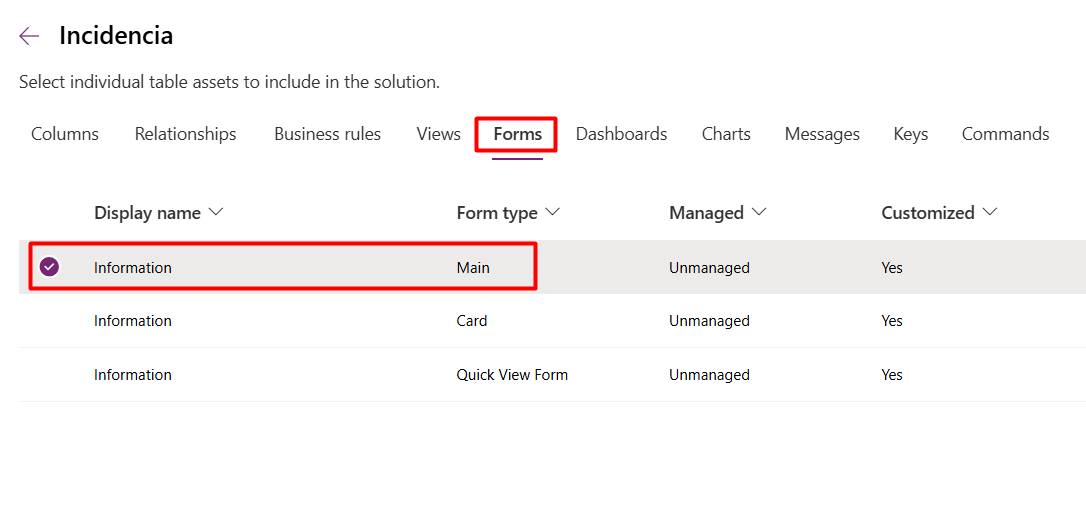 Incidencia
Select individual table assets to include in the solution.
Columns Relationships Business rules Views Forms Dashboards Charts Messages Keys Commands
Display name Form type Managed Customized
Information Main Unmanaged Yes
Information Card Unmanaged Yes
Information Quick View Form Unmanaged Yes